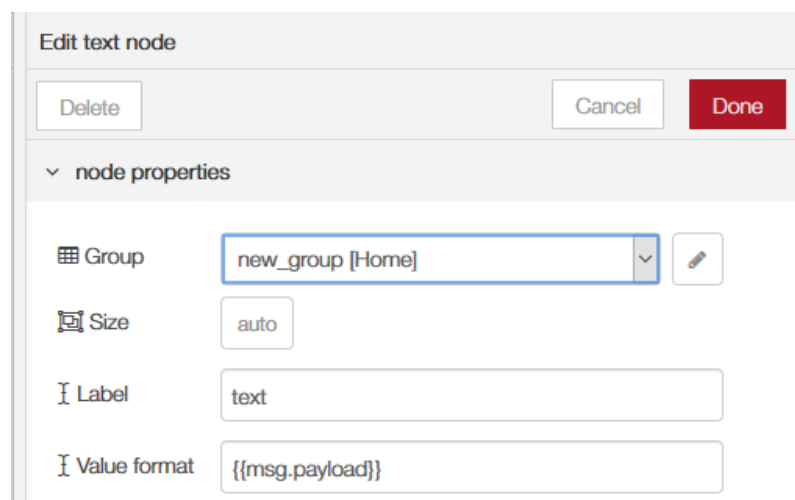 Edit text node
Delete Cancel Done
node properties
Group new_group [Home]
Size auto
Label text
Value format {{msg.payload}}